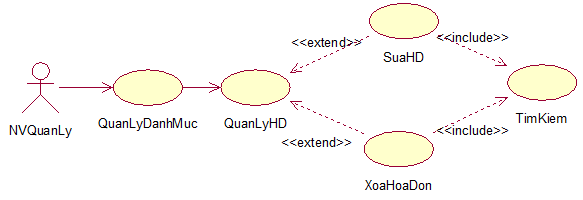 <<extend>>
<<include>>
SuaHD
NVQuanLy
QuanLyDanhMuc
QuanLyHD
TimKiem
<<extend>>
<<include>>
XoaHoaDon